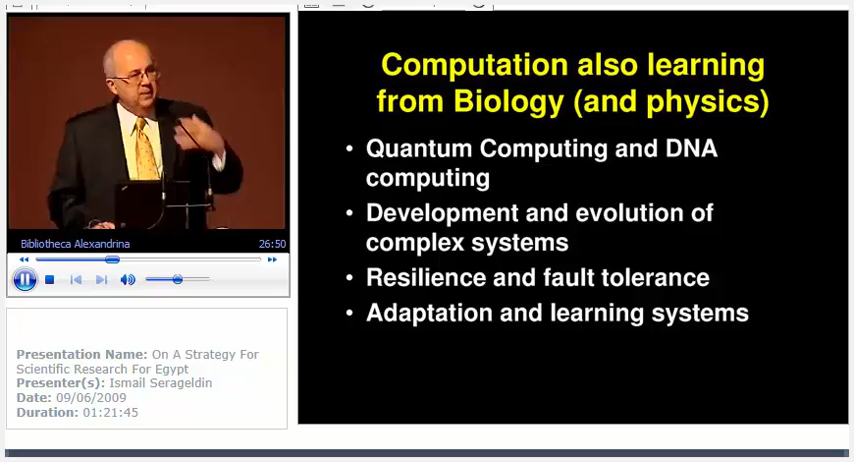 Bibliotheca Alexandrina 26:50
Presentation Name: On A Strategy For
Scientific Research For Egypt
Presenter(s): Ismail Serageldin
Date: 09/06/2009
Duration: 01:21:45
Computation also learning
from Biology (and physics)
• Quantum Computing and DNA
computing
• Development and evolution of
complex systems
• Resilience and fault tolerance
• Adaptation and learning systems